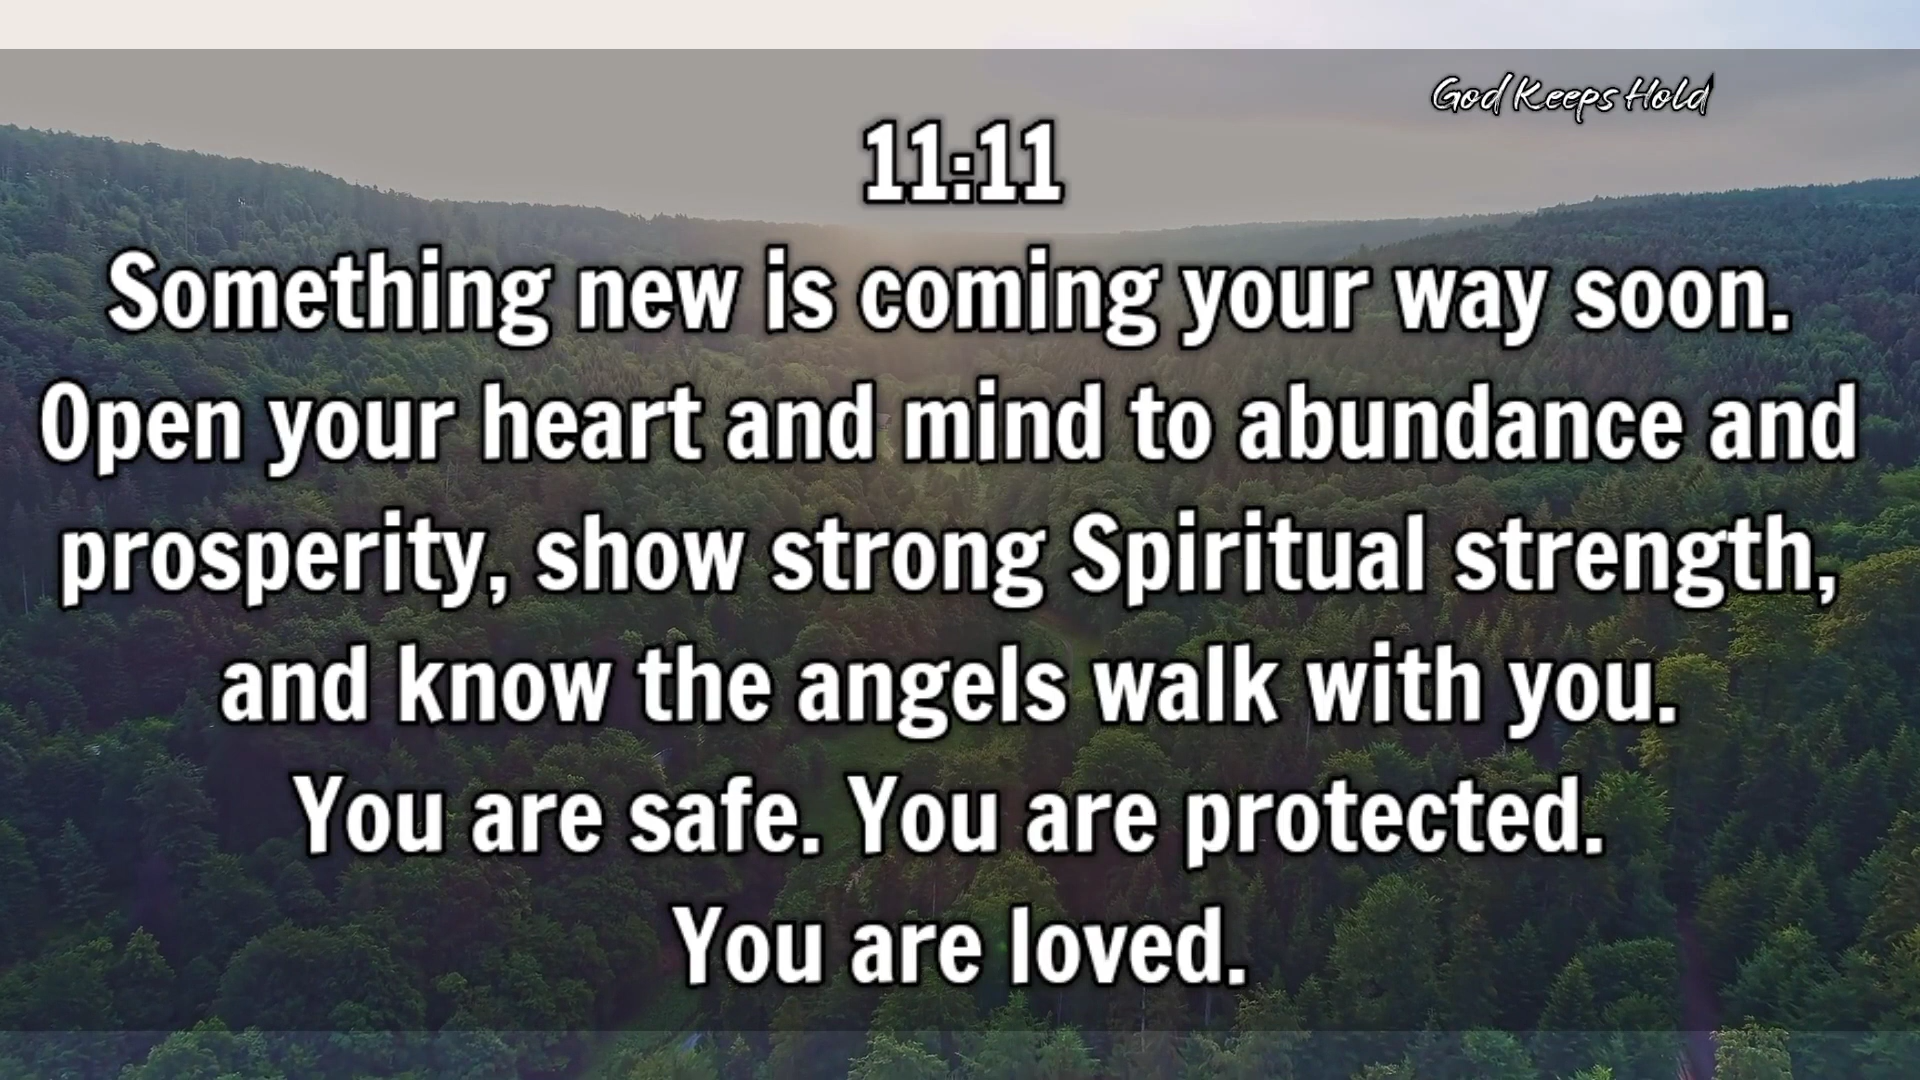 God Keeps Hold
11:11
Something new is coming your way soon.
Open your heart and mind to abundance and
prosperity, show strong Spiritual strength,
and know the angels walk with you.
You are safe. You are protected.
You are loved.